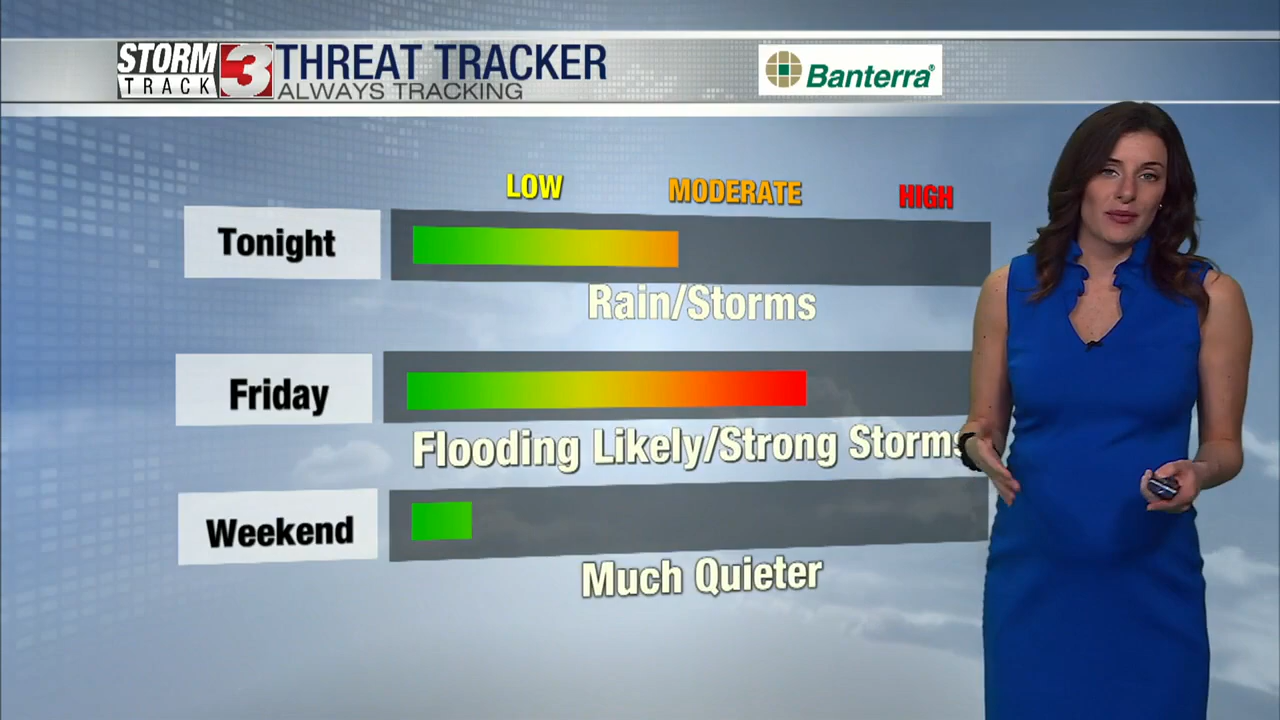 STORM
TRACK
3
THREAT TRACKER
ALWAYS TRACKING
Banterra®
LOW MODERATE HIGH
Tonight
Rain/Storms
Friday
Flooding Likely/Strong Storms
Weekend
Much Quieter